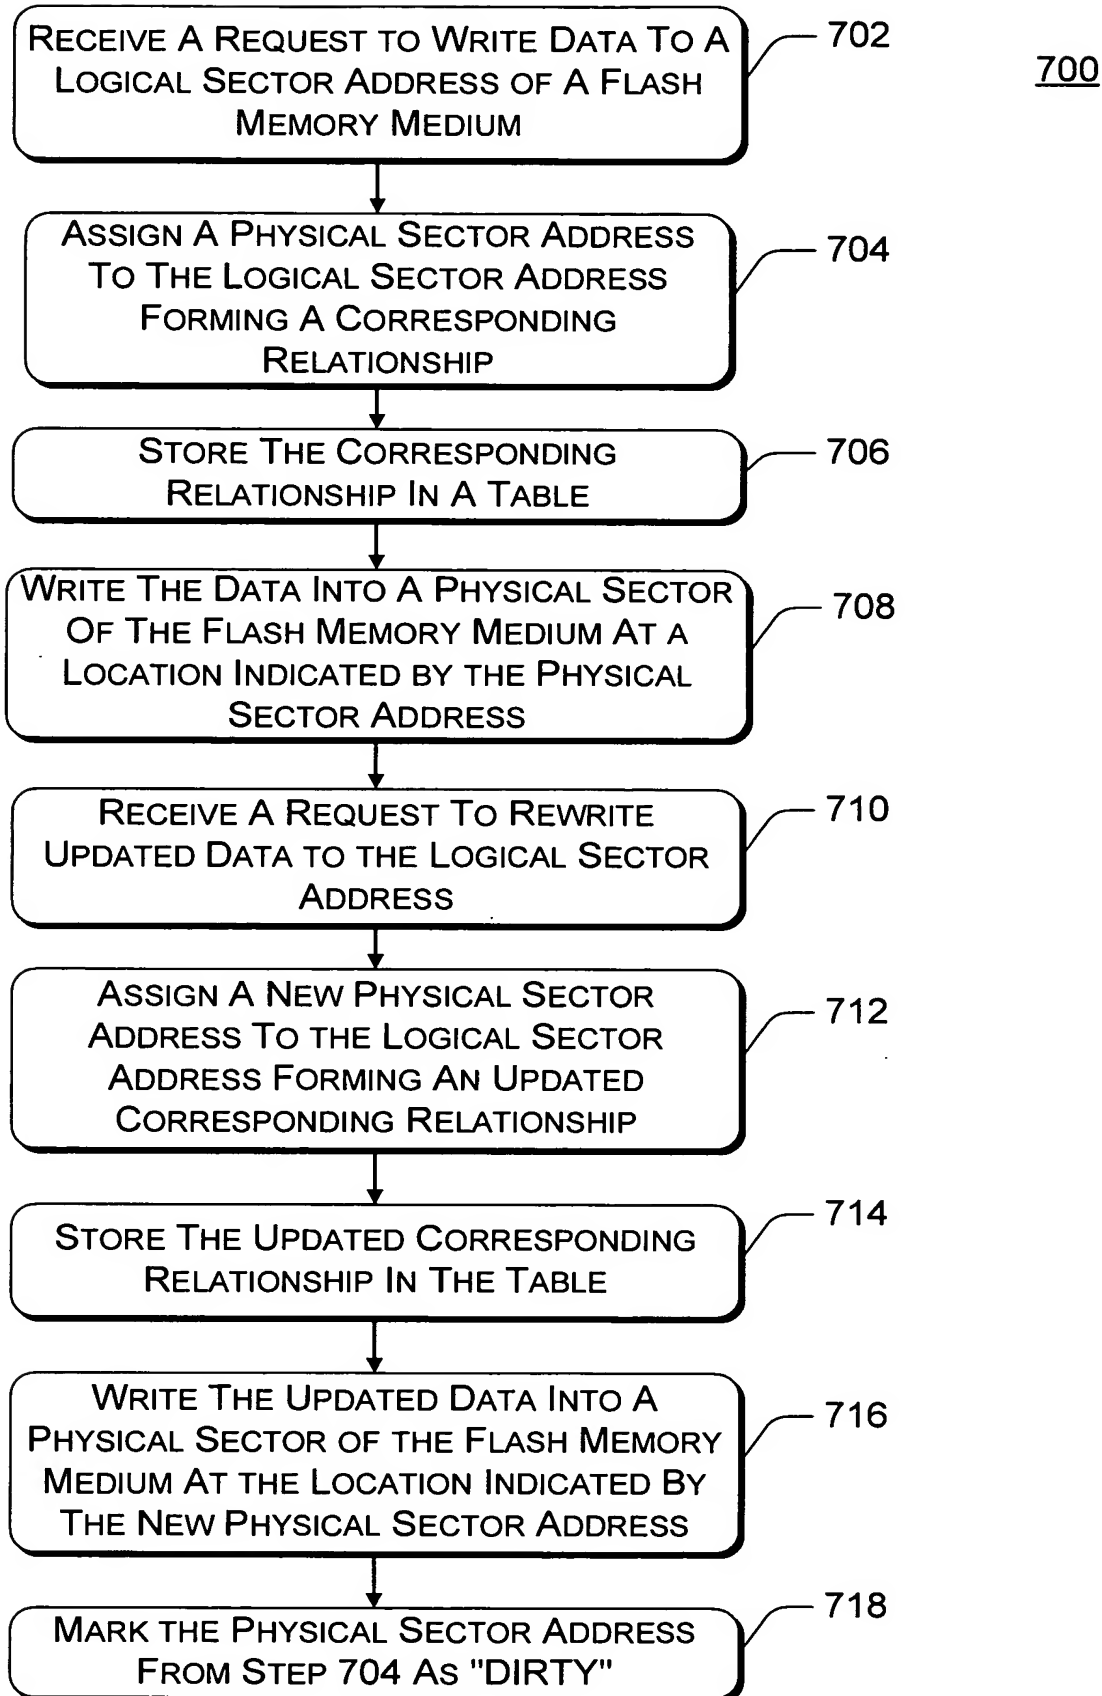 RECEIVE A REQUEST TO WRITE DATA TO A
LOGICAL SECTOR ADDRESS OF A FLASH
MEMORY MEDIUM
702
700
ASSIGN A PHYSICAL SECTOR ADDRESS
TO THE LOGICAL SECTOR ADDRESS
FORMING A CORRESPONDING
RELATIONSHIP
704
STORE THE CORRESPONDING
RELATIONSHIP IN A TABLE
706
WRITE THE DATA INTO A PHYSICAL SECTOR
OF THE FLASH MEMORY MEDIUM AT A
LOCATION INDICATED BY THE PHYSICAL
SECTOR ADDRESS
708
RECEIVE A REQUEST TO REWRITE
UPDATED DATA TO THE LOGICAL SECTOR
ADDRESS
710
ASSIGN A NEW PHYSICAL SECTOR
ADDRESS TO THE LOGICAL SECTOR
ADDRESS FORMING AN UPDATED
CORRESPONDING RELATIONSHIP
712
STORE THE UPDATED CORRESPONDING
RELATIONSHIP IN THE TABLE
714
WRITE THE UPDATED DATA INTO A
PHYSICAL SECTOR OF THE FLASH MEMORY
MEDIUM AT THE LOCATION INDICATED BY
THE NEW PHYSICAL SECTOR ADDRESS
716
MARK THE PHYSICAL SECTOR ADDRESS
FROM STEP 704 AS "DIRTY"
718